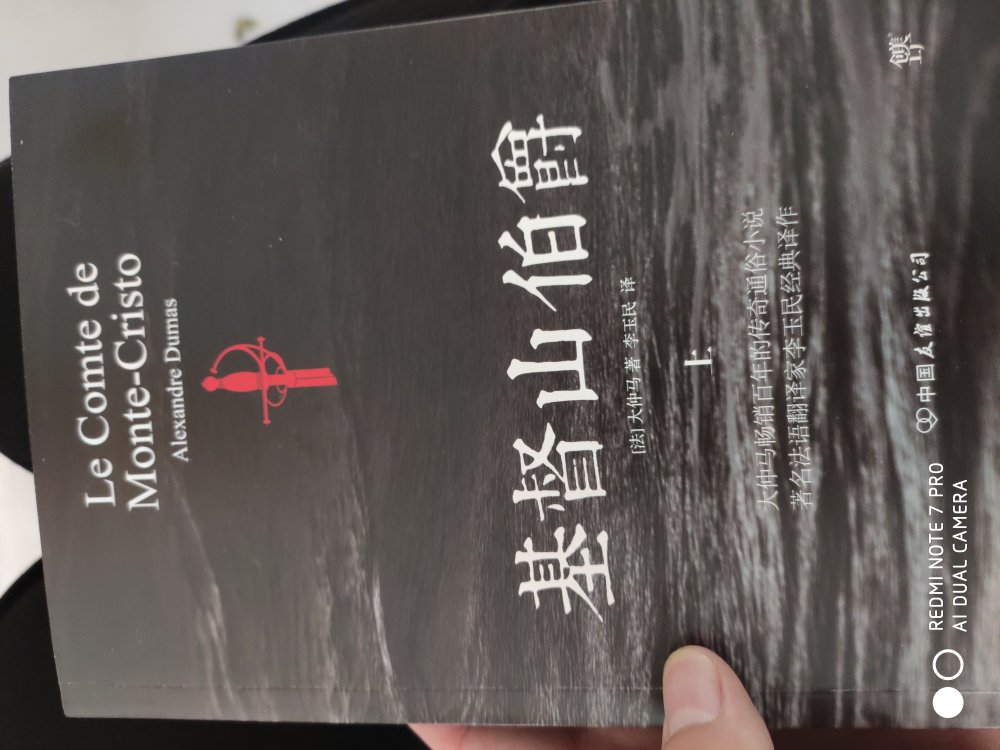 Le Comte de
Monte-Cristo
Alexandre Dumas
基督山伯爵
[法]大仲马 著 李玉民 译
上
大仲马畅销百年的传奇通俗小说
著名法语翻译家李玉民经典译作
中国友谊出版公司
创美
REDMI NOTE 7 PRO
AI DUAL CAMERA